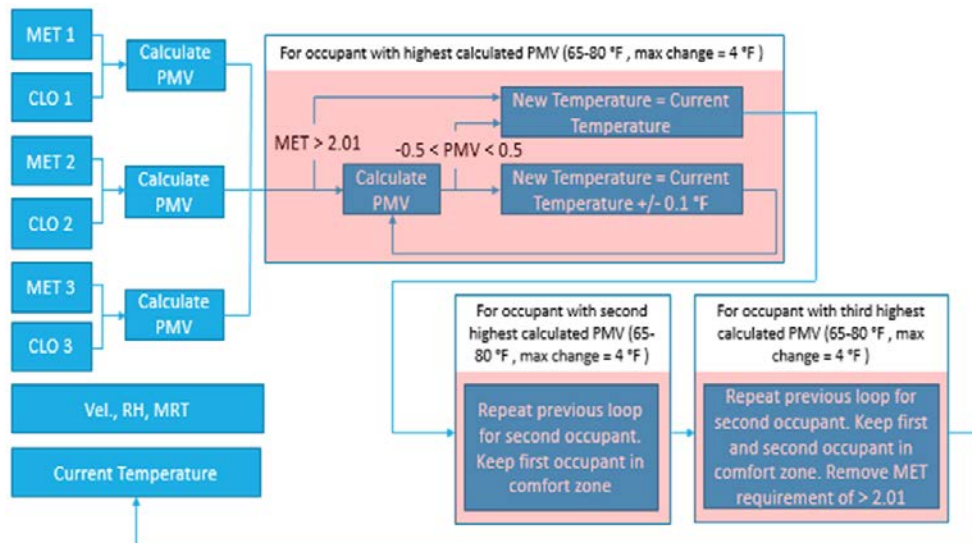 MET 1
CLO 1
Calculate
PMV
MET 2
CLO 2
Calculate
PMV
MET 3
CLO 3
Calculate
PMV
Vel., RH, MRT
Current Temperature
For occupant with highest calculated PMV (65-80 °F , max change = 4 °F )
MET > 2.01
-0.5 < PMV < 0.5
New Temperature = Current
Temperature
Calculate
PMV
New Temperature = Current
Temperature +/- 0.1 °F
For occupant with second
highest calculated PMV (65-
80 °F , max change = 4 °F )
Repeat previous loop
for second occupant.
Keep first occupant in
comfort zone
For occupant with third highest
calculated PMV (65-80 °F , max
change = 4 °F )
Repeat previous loop for
second occupant. Keep first
and second occupant in
comfort zone. Remove MET
requirement of > 2.01